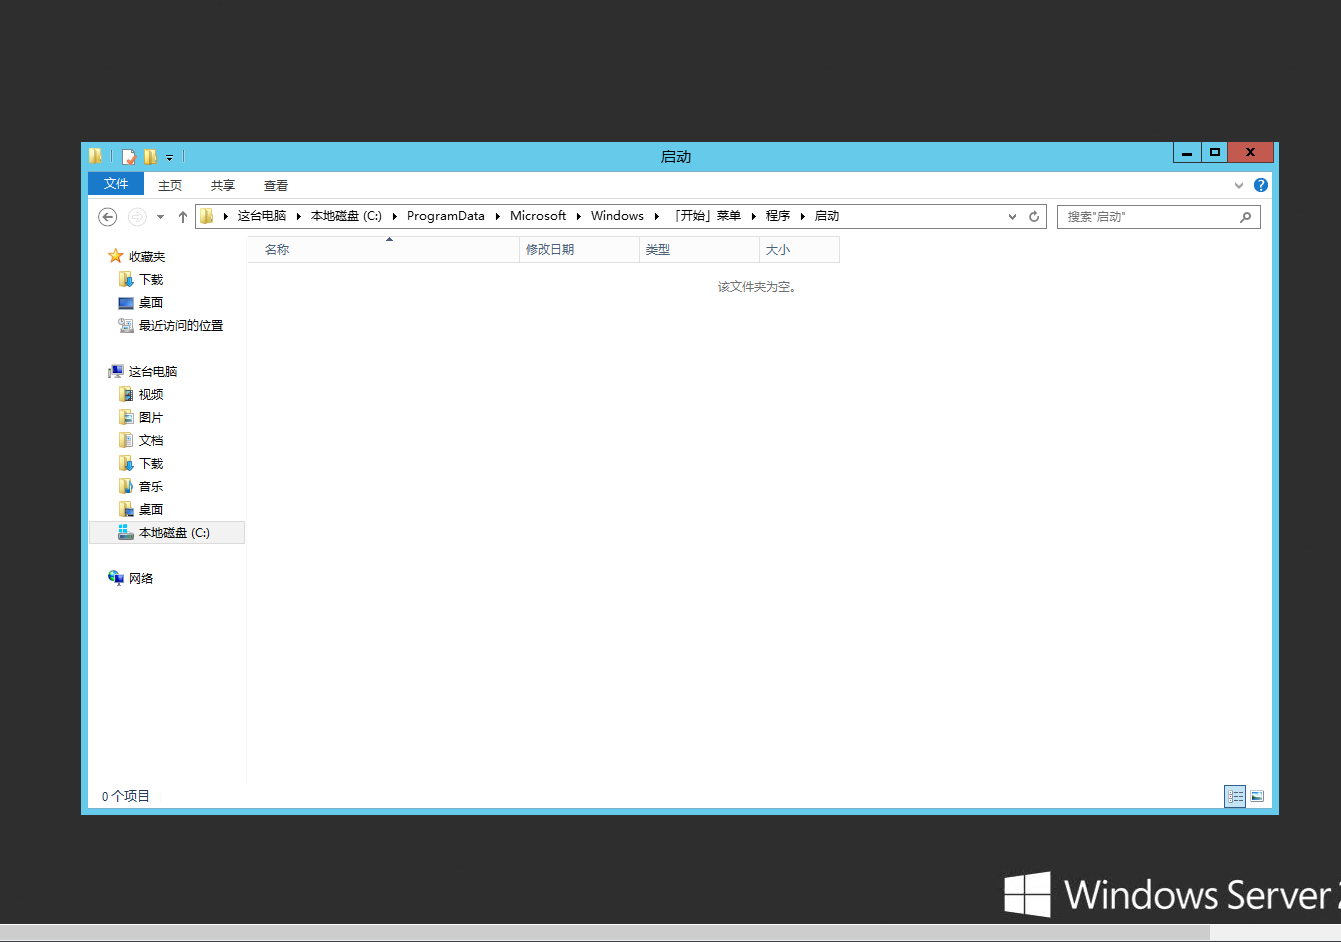 启动
文件 主页 共享 查看
这台电脑 本地磁盘 (C:) ProgramData Microsoft Windows 「开始」菜单 程序 启动
搜索"启动"
名称 修改日期 类型 大小
该文件夹为空。
收藏夹
下载
桌面
最近访问的位置
这台电脑
视频
图片
文档
下载
音乐
桌面
本地磁盘 (C:)
网络
0 个项目
Windows Server